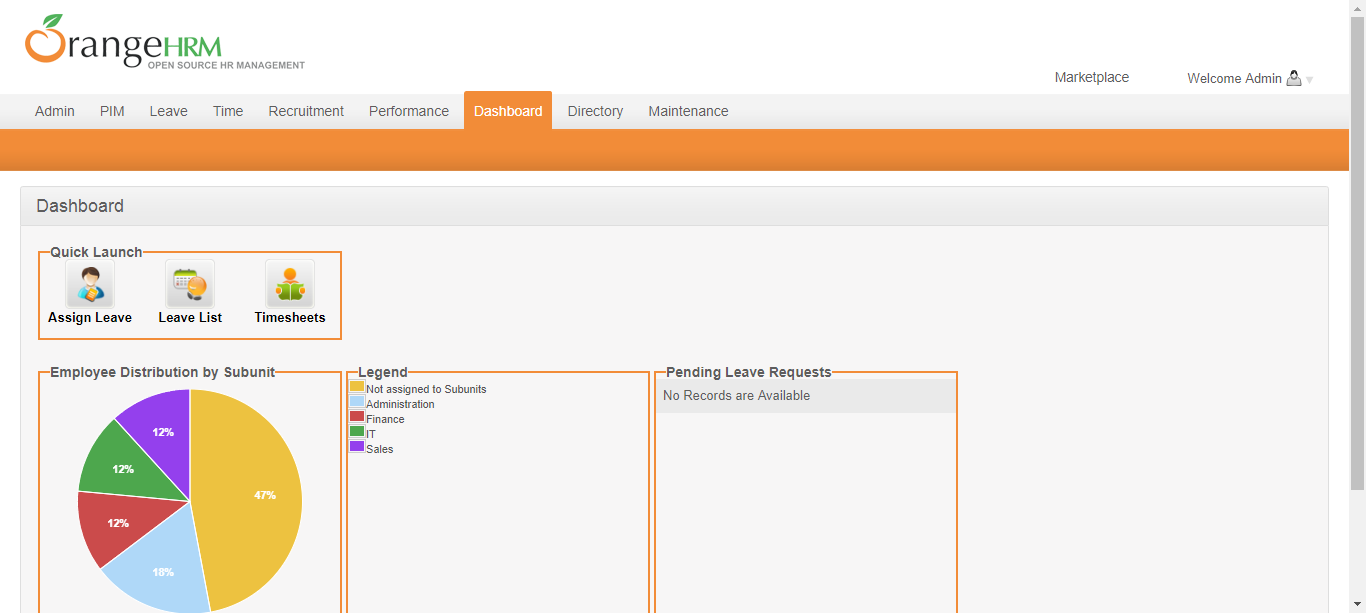 OrangeHRM
OPEN SOURCE HR MANAGEMENT
Marketplace Welcome Admin
Admin PIM Leave Time Recruitment Performance Dashboard Directory Maintenance
Dashboard
Quick Launch
Assign Leave Leave List Timesheets
Employee Distribution by Subunit
12%
12%
47%
12%
18%
Legend
Not assigned to Subunits
Administration
Finance
IT
Sales
Pending Leave Requests
No Records are Available